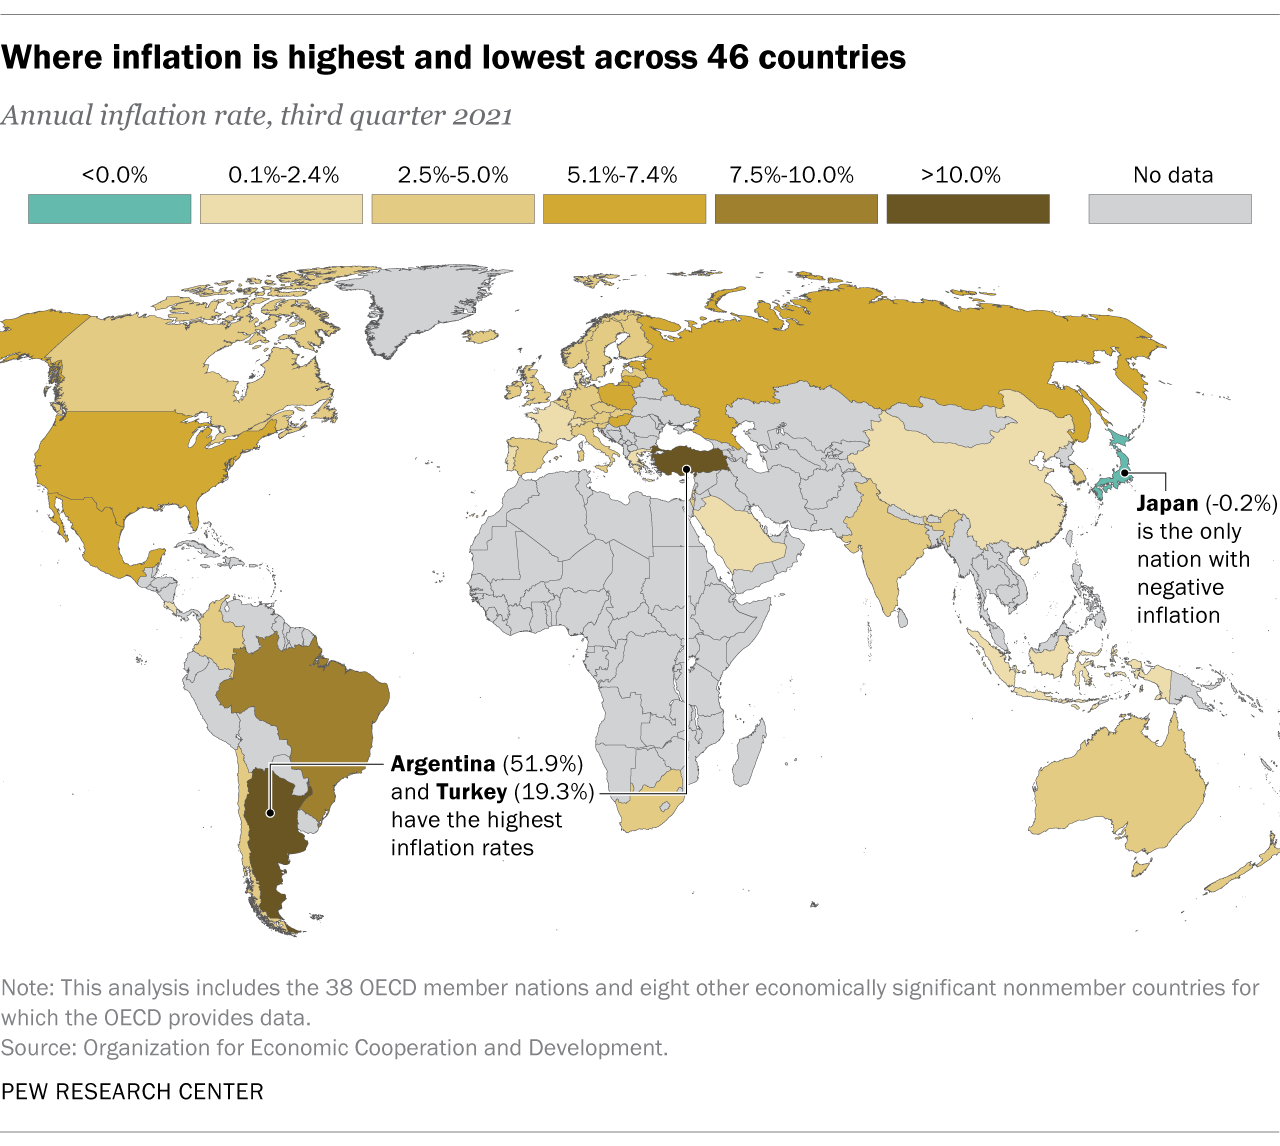 Where inflation is highest and lowest across 46 countries
Annual inflation rate, third quarter 2021
<0.0%
0.1%-2.4%
2.5%-5.0%
5.1%-7.4%
7.5%-10.0%
>10.0%
No data
Japan (-0.2%)
is the only
nation with
negative
inflation
Argentina (51.9%)
and Turkey (19.3%)
have the highest
inflation rates
Note: This analysis includes the 38 OECD member nations and eight other economically significant nonmember countries for
which the OECD provides data.
Source: Organization for Economic Cooperation and Development.
PEW RESEARCH CENTER